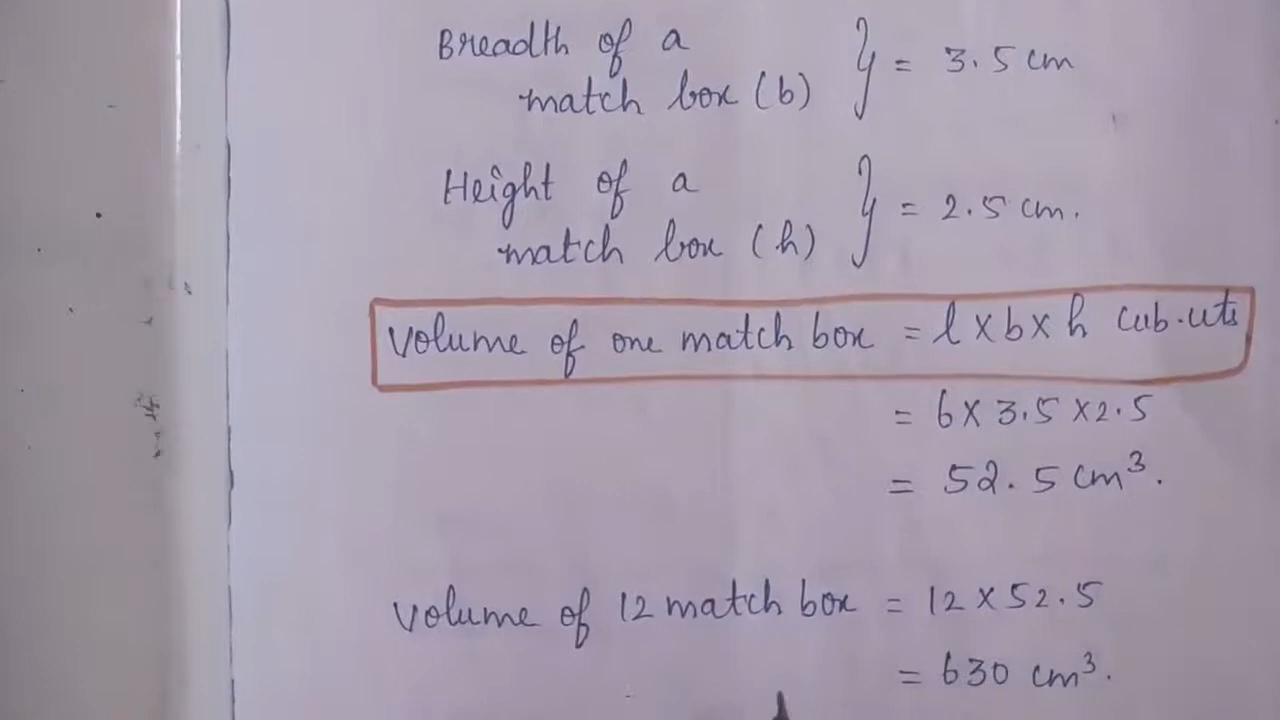 Breadth of a
match box (b) } = 3.5 cm
Height of a
match box (h) } = 2.5 cm.
Volume of one match box = l × b × h cub.uts
= 6 × 3.5 × 2.5
= 52.5 cm³.
Volume of 12 match box = 12 × 52.5
= 630 cm³.